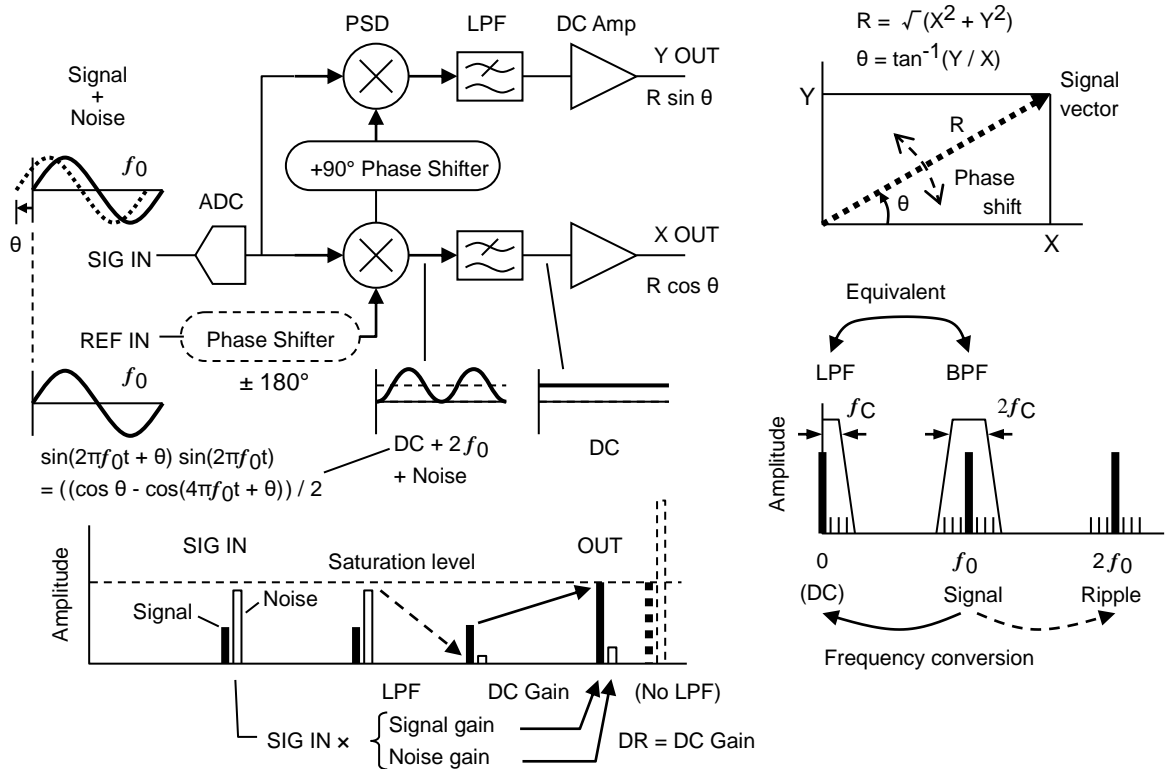 PSD
LPF
DC Amp
Signal
+
Noise
Y OUT
R sin θ
f0
+90° Phase Shifter
ADC
θ
SIG IN
X OUT
R cos θ
REF IN
Phase Shifter
± 180°
f0
DC + 2f0
+ Noise
DC
sin(2πf0t + θ) sin(2πf0t)
= ((cos θ - cos(4πf0t + θ)) / 2
R = √(X2 + Y2)
θ = tan-1(Y / X)
Y
Signal
vector
R
Phase
shift
θ
X
Equivalent
LPF
BPF
fC
2fC
Amplitude
0
f0
2f0
(DC)
Signal
Ripple
Frequency conversion
SIG IN
Saturation level
OUT
Amplitude
Signal
Noise
LPF
DC Gain
(No LPF)
SIG IN ×
Signal gain
Noise gain
DR = DC Gain